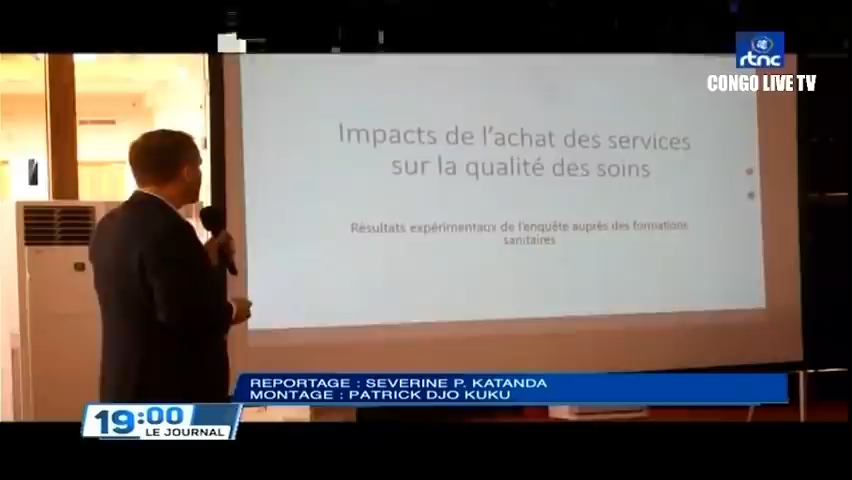 rtnc
CONGO LIVE TV
Impacts de l'achat des services
sur la qualité des soins
Résultats expérimentaux de l'enquête auprès des formations
sanitaires
REPORTAGE : SEVERINE P. KATANDA
MONTAGE : PATRICK DJO KUKU
19:00
LE JOURNAL